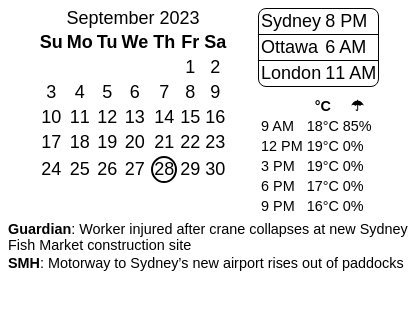 September 2023
Su Mo Tu We Th Fr Sa
1 2
3 4 5 6 7 8 9
10 11 12 13 14 15 16
17 18 19 20 21 22 23
24 25 26 27 28 29 30
Sydney 8 PM
Ottawa 6 AM
London 11 AM
°C ☂
9 AM 18°C 85%
12 PM 19°C 0%
3 PM 19°C 0%
6 PM 17°C 0%
9 PM 16°C 0%
Guardian: Worker injured after crane collapses at new Sydney
Fish Market construction site
SMH: Motorway to Sydney's new airport rises out of paddocks